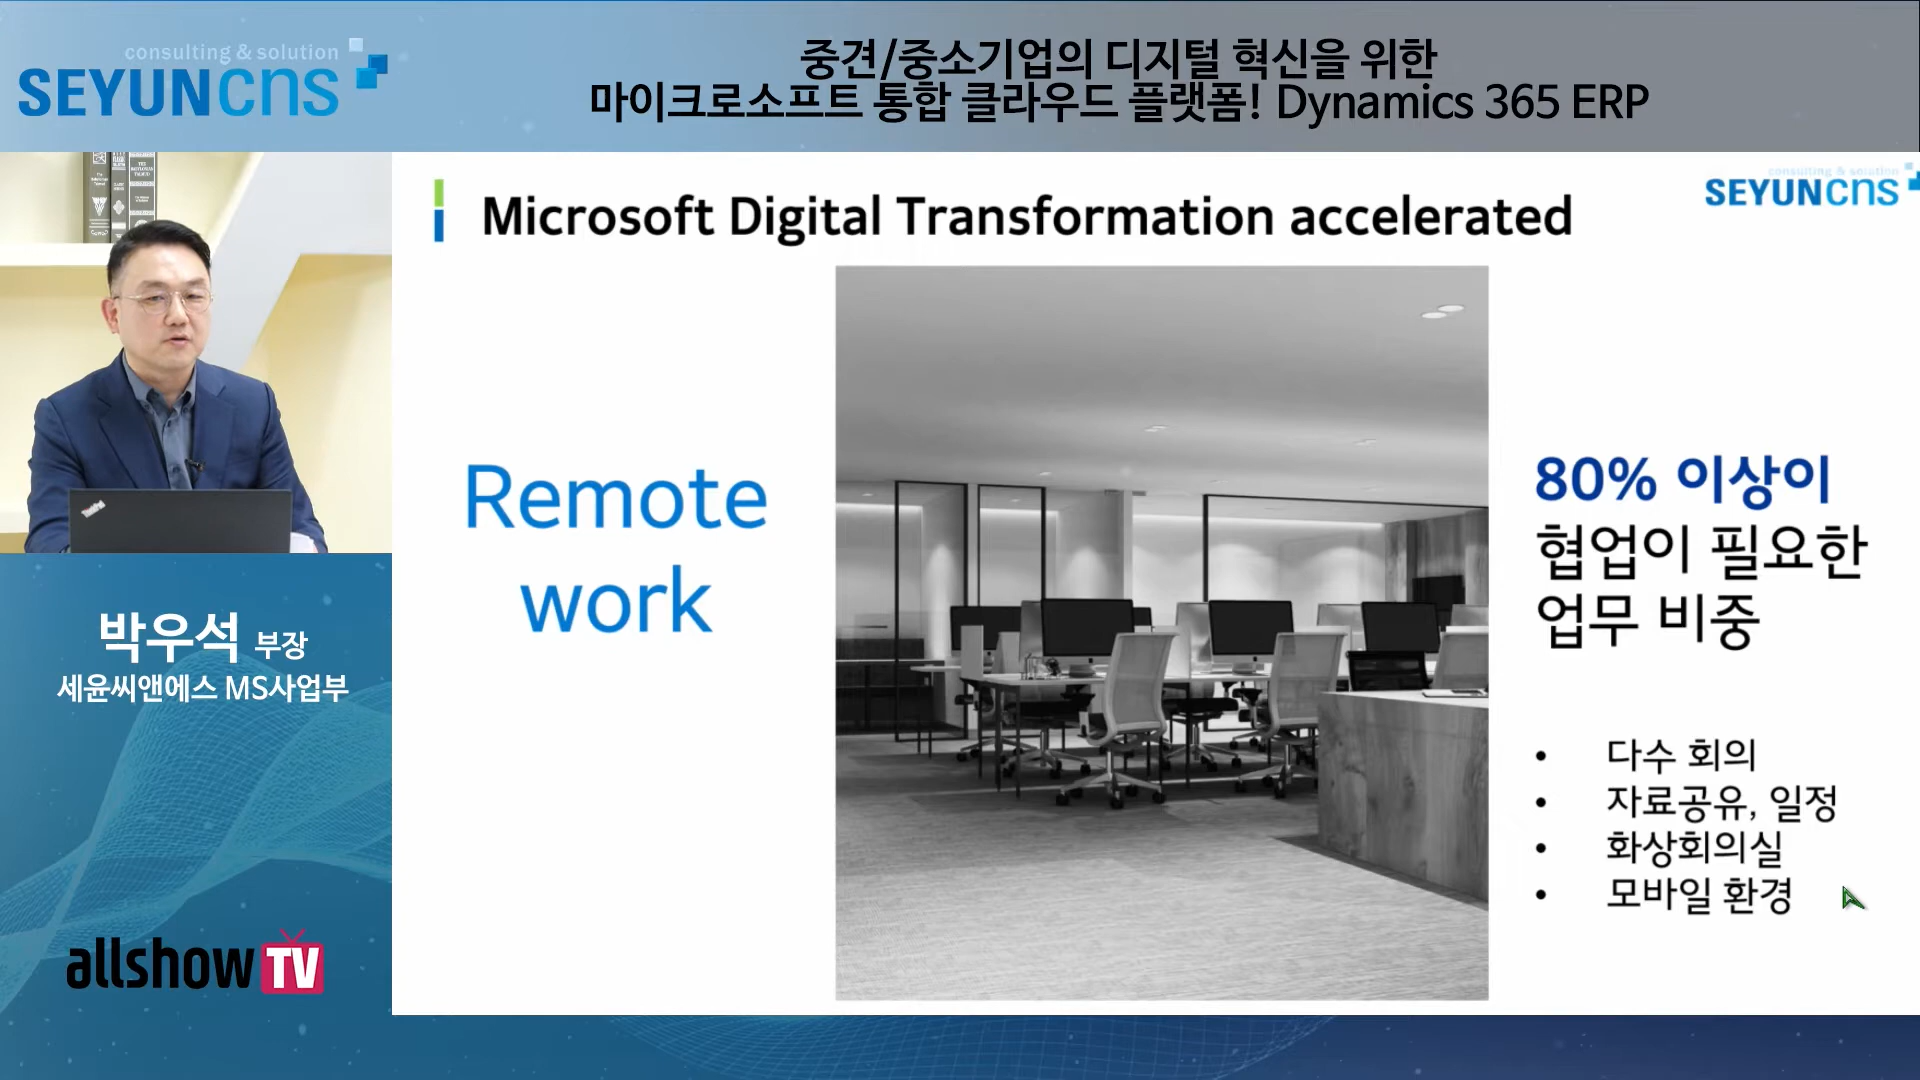 consulting & solution
SEYUNCNS
중견/중소기업의 디지털 혁신을 위한
마이크로소프트 통합 클라우드 플랫폼! Dynamics 365 ERP
consulting & solution
SEYUNCNS
Microsoft Digital Transformation accelerated
Remote
work
80% 이상이
협업이 필요한
업무 비중
• 다수 회의
• 자료공유, 일정
• 화상회의실
• 모바일 환경
ThinkPad
박우석 부장
세윤씨앤에스 MS사업부
allshowTV